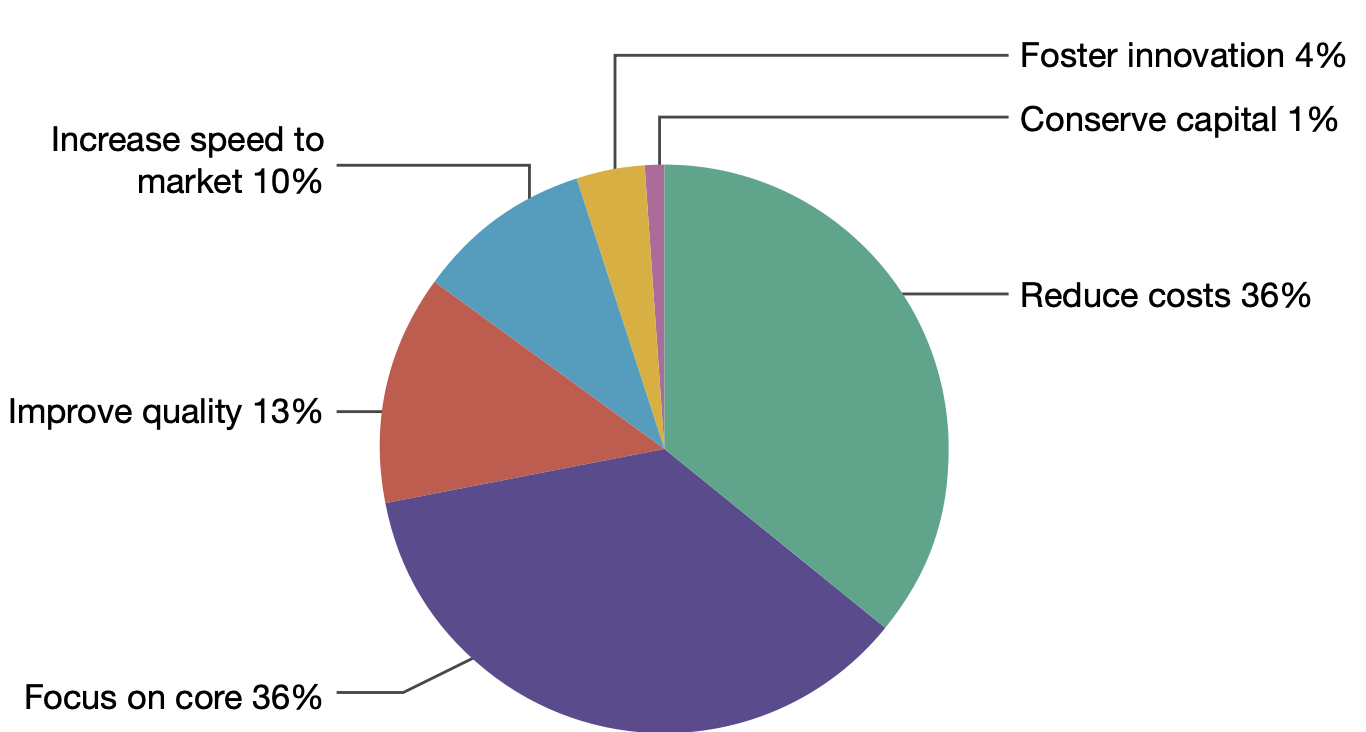 Foster innovation 4%
Conserve capital 1%
Increase speed to
market 10%
Reduce costs 36%
Improve quality 13%
Focus on core 36%